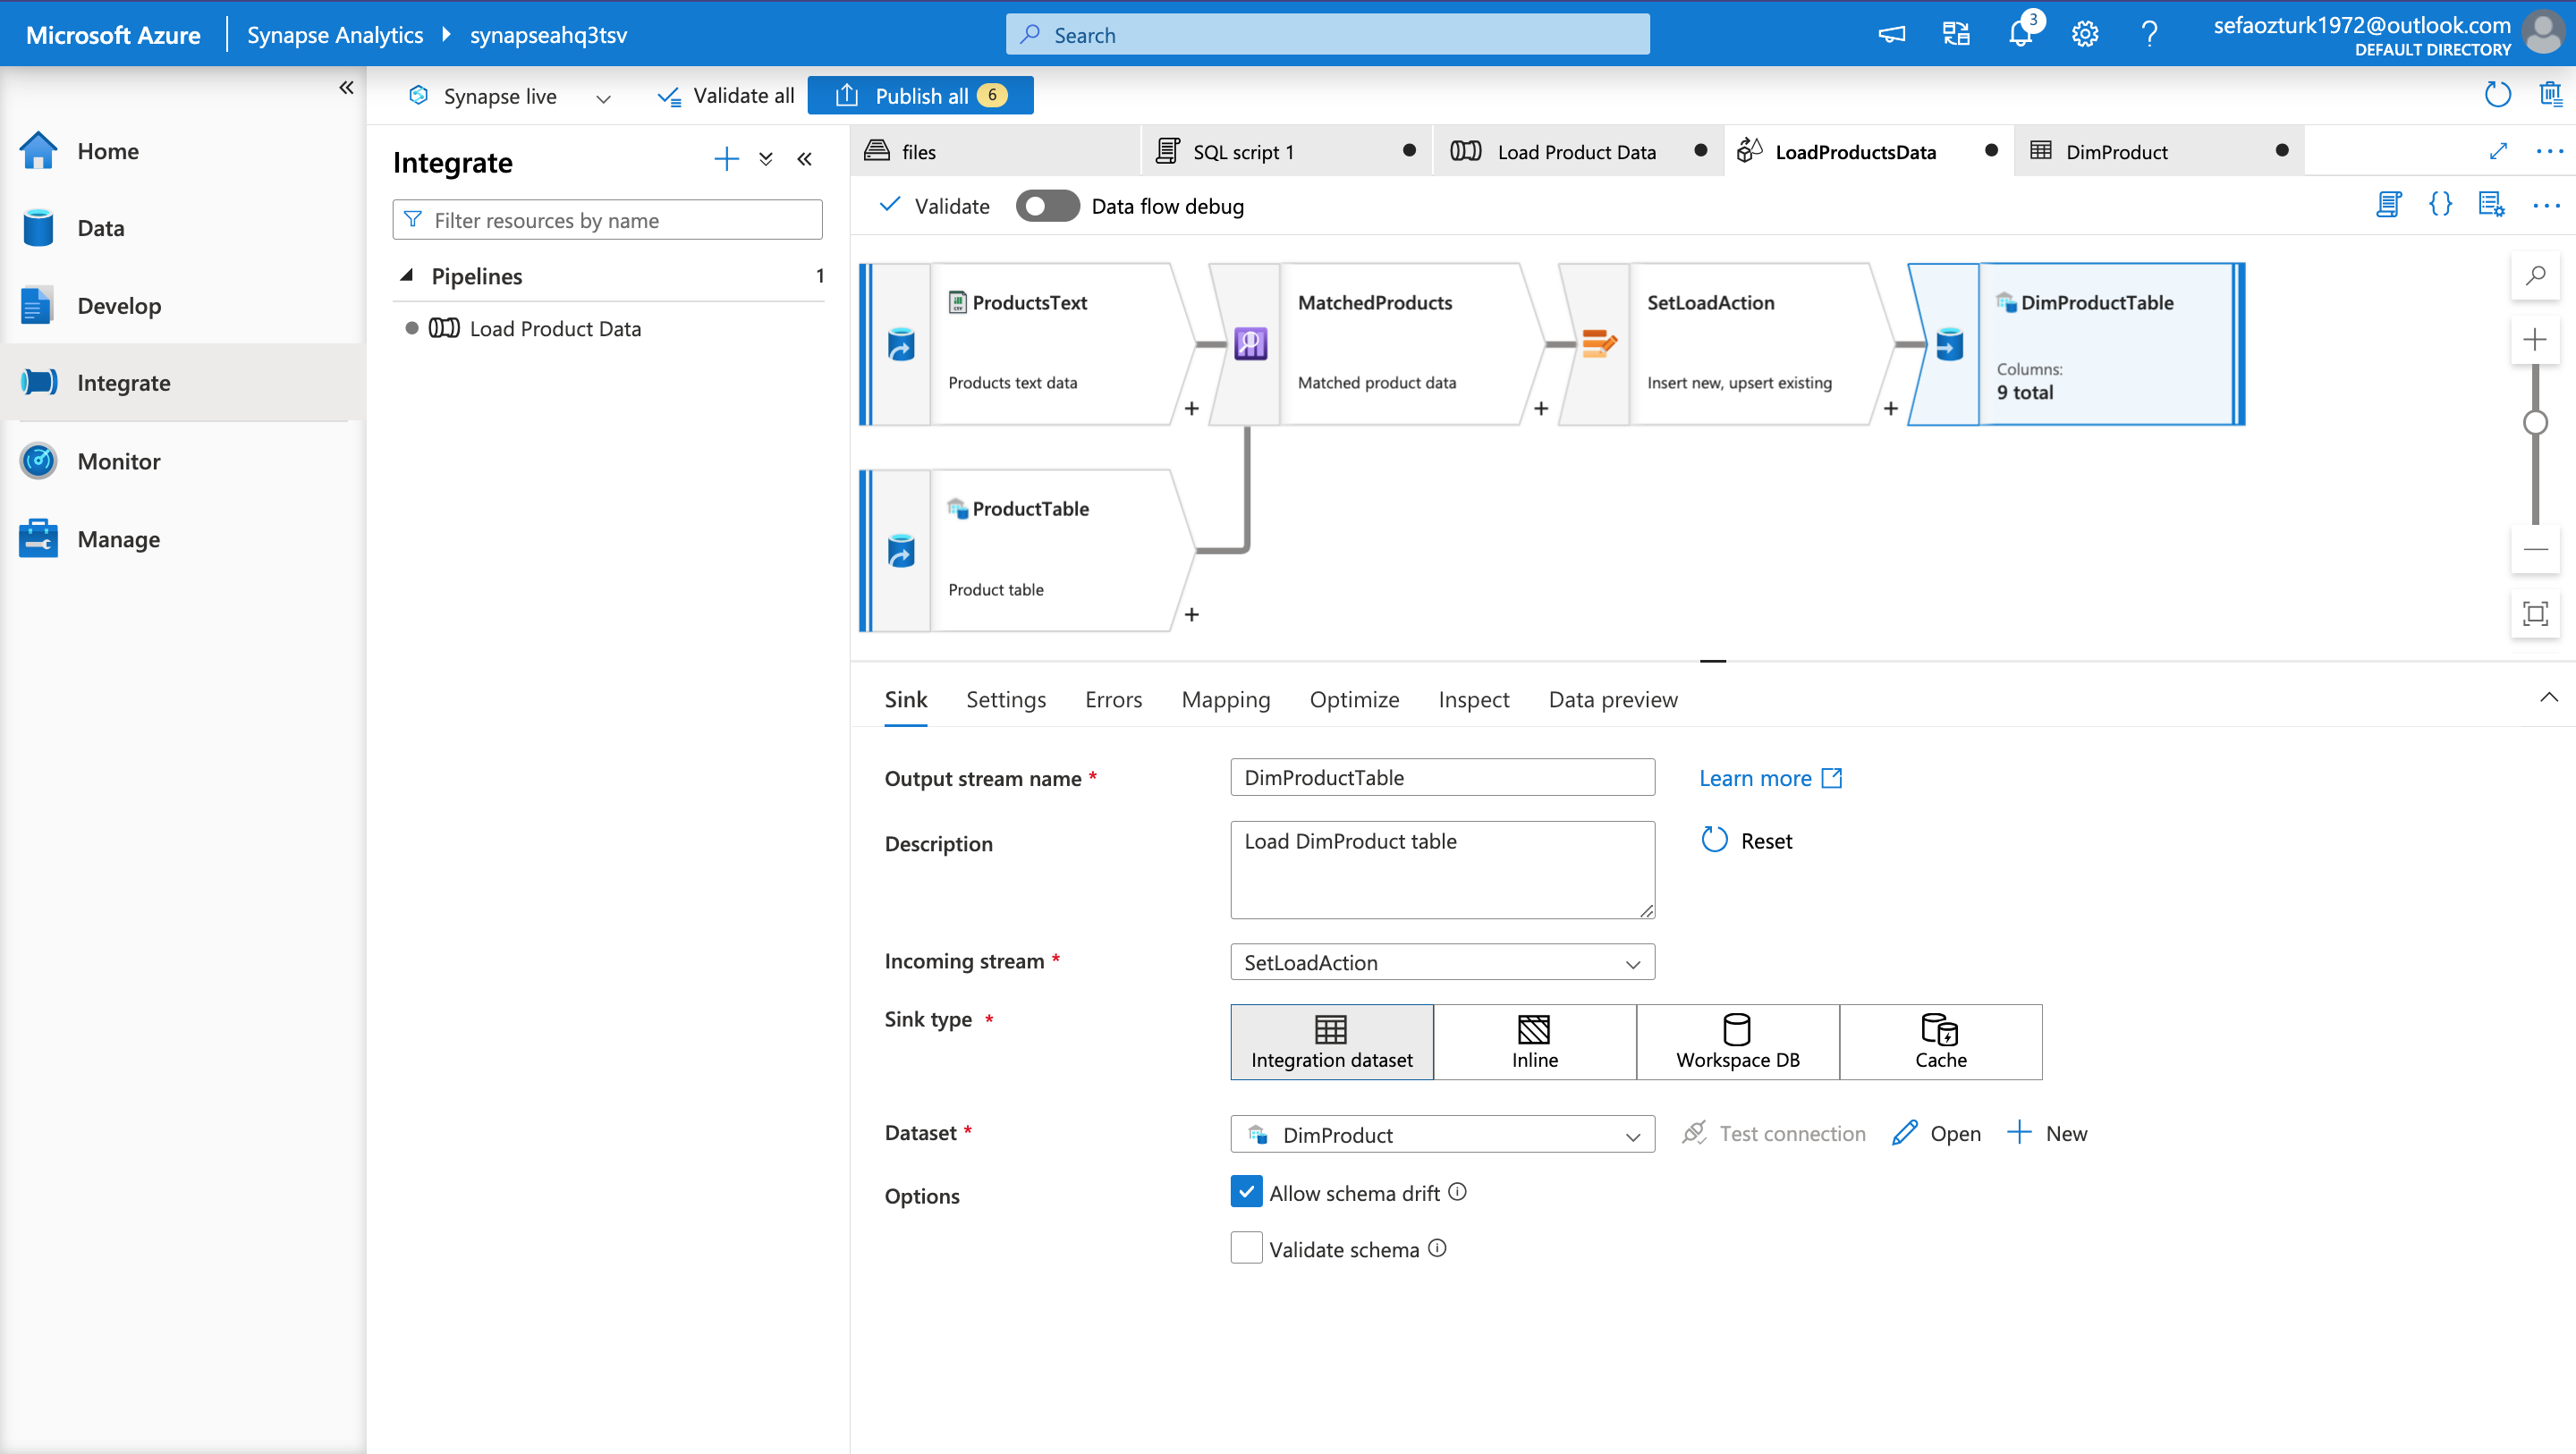 Microsoft Azure
Synapse Analytics
synapseahq3tsv
Search
3
sefaozturk1972@outlook.com
DEFAULT DIRECTORY
Synapse live
Validate all
Publish all 6
Home
Data
Develop
Integrate
Monitor
Manage
Integrate
Filter resources by name
Pipelines 1
Load Product Data
files
SQL script 1
Load Product Data
LoadProductsData
DimProduct
Validate
Data flow debug
{}
ProductsText
Products text data
MatchedProducts
Matched product data
SetLoadAction
Insert new, upsert existing
DimProductTable
Columns:
9 total
ProductTable
Product table
Sink Settings Errors Mapping Optimize Inspect Data preview
Output stream name *
DimProductTable
Learn more
Description
Load DimProduct table
Reset
Incoming stream *
SetLoadAction
Sink type *
Integration dataset
Inline
Workspace DB
Cache
Dataset *
DimProduct
Test connection
Open
New
Options
Allow schema drift
Validate schema